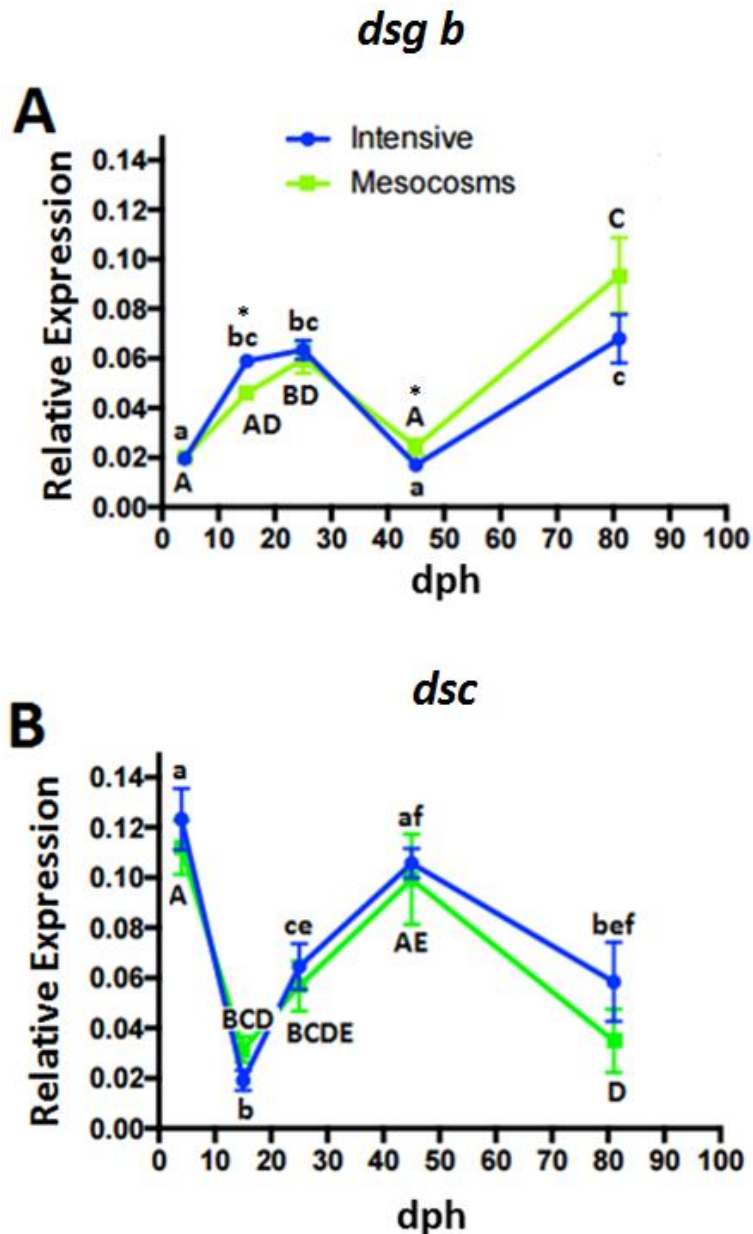 dsg b
A
Intensive
Mesocosms
Relative Expression
0.14
0.12
0.10
0.08
0.06
0.04
0.02
0.00
a
A
*
bc
AD
bc
BD
*
A
a
C
c
0 10 20 30 40 50 60 70 80 90 100
dph
dsc
B
Relative Expression
0.14
0.12
0.10
0.08
0.06
0.04
0.02
0.00
a
A
BCD
b
ce
BCDE
af
AE
bef
D
0 10 20 30 40 50 60 70 80 90 100
dph